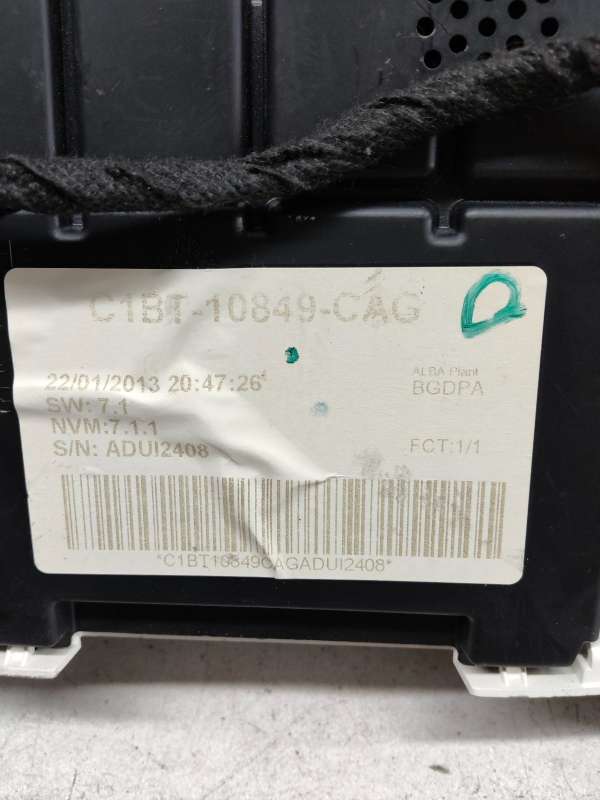 C1BT-10849-CAG
22/01/2013 20:47:26
ALBA Plant
BGDPA
SW: 7.1
NVM:7.1.1
S/N: ADUI2408
FCT:1/1
*C1BT10849CAGADUI2408*